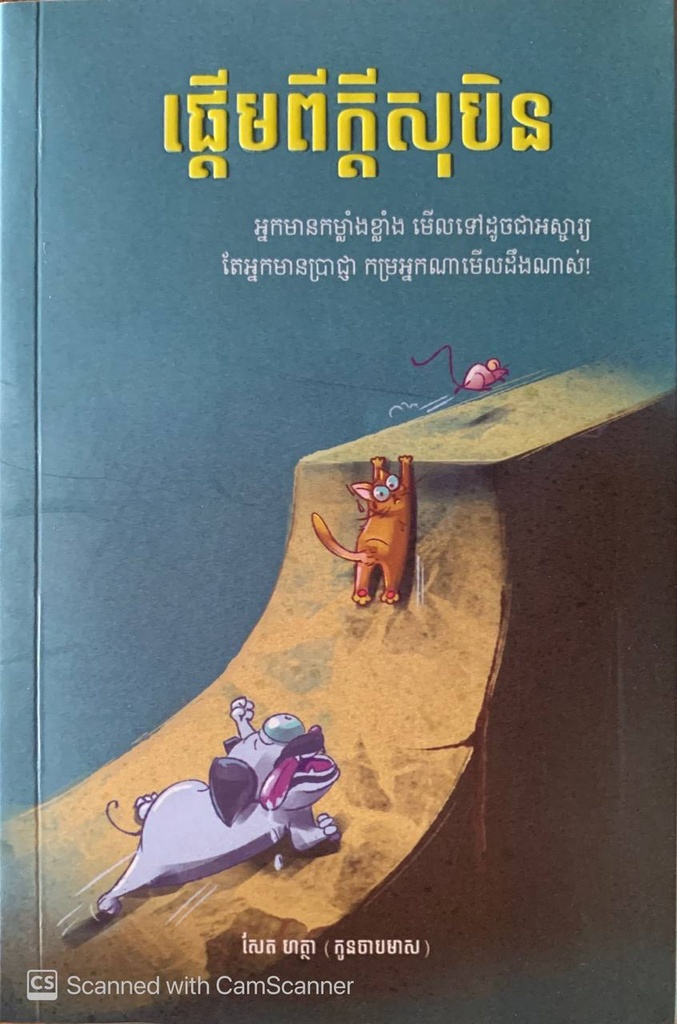 ផ្ដើមពីក្ដីសុបិន
អ្នកមានកម្លាំងខ្លាំង មើលទៅដូចជាអស្ចារ្យ
តែអ្នកមានប្រាជ្ញា កម្រអ្នកណាមើលដឹងណាស់!
សែត ហត្ថា (កូនចាបមាស)
CS Scanned with CamScanner